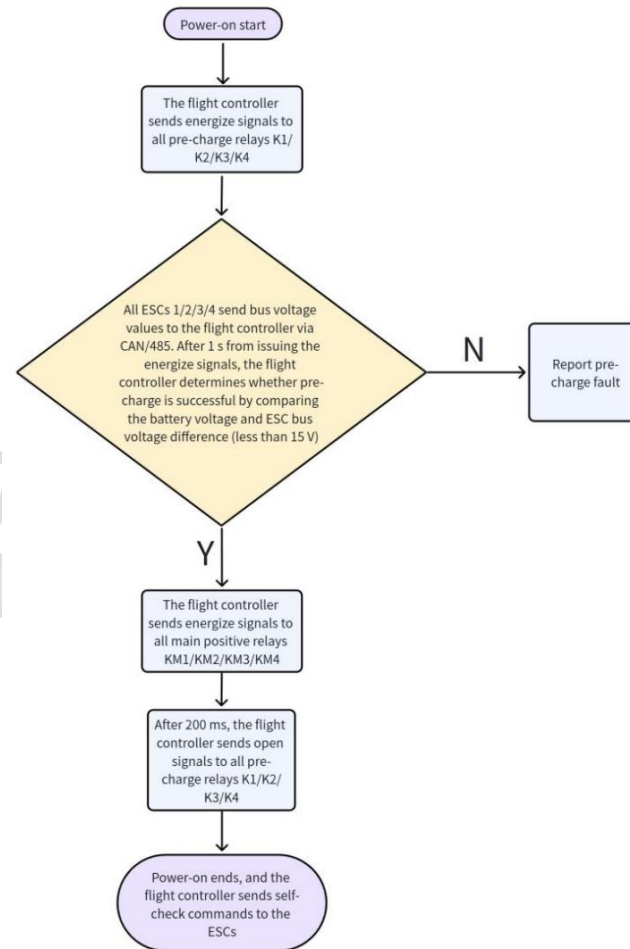 Power-on start
The flight controller
sends energize signals to
all pre-charge relays K1/
K2/K3/K4
All ESCs 1/2/3/4 send bus voltage
values to the flight controller via
CAN/485. After 1 s from issuing the
energize signals, the flight
controller determines whether pre-
charge is successful by comparing
the battery voltage and ESC bus
voltage difference (less than 15 V)
N
Report pre-
charge fault
Y
The flight controller
sends energize signals to
all main positive relays
KM1/KM2/KM3/KM4
After 200 ms, the flight
controller sends open
signals to all pre-
charge relays K1/K2/
K3/K4
Power-on ends, and the
flight controller sends self-
check commands to the
ESCs